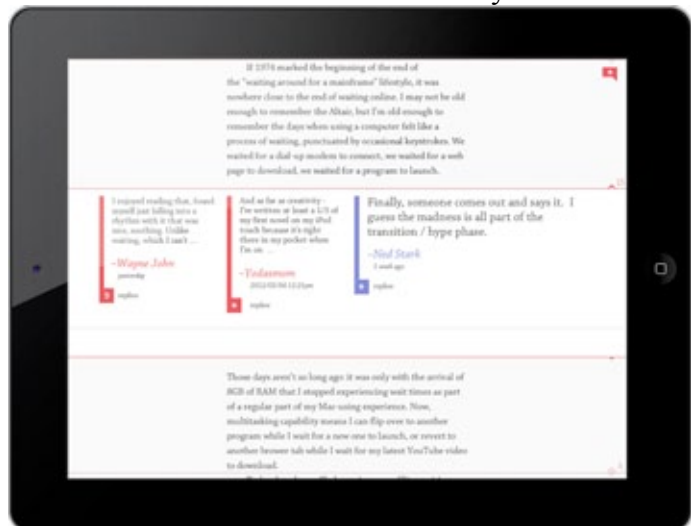 If 1974 marked the beginning of the end of
the "waiting around for a mainframe" lifestyle, it was
nowhere close to the end of waiting online. I may not be old
enough to remember the Altair, but I'm old enough to
remember the days when using a computer felt like a
process of waiting, punctuated by occasional keystrokes. We
waited for a dial-up modem to connect, we waited for a web
page to download, we waited for a program to launch.
I enjoyed reading that, found
myself just falling into a
rhythm with it that was
nice, soothing. Unlike
waiting, which I can't ...
–Wayne John
yesterday
replies
And as far as creativity -
I've written at least a 1/3 of
my first novel on my iPod
touch because it's right
there in my pocket when
I'm on ...
–Yodasmom
replies
Finally, someone comes out and says it. I
guess the madness is all part of the
transition / hype phase.
–Ned Stark
1 week ago
replies
Those days aren't so long ago: it was only with the arrival of
8GB of RAM that I stopped experiencing wait times as part
of a regular part of my Mac-using experience. Now,
multitasking capability means I can flip over to another
program while I wait for a new one to launch, or revert to
another browser tab while I wait for my latest YouTube video
to download.